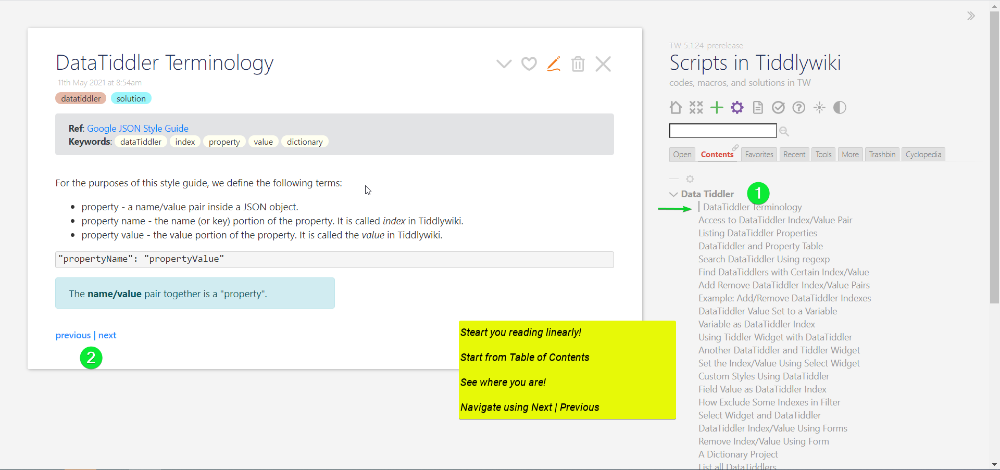 DataTiddler Terminology
11th May 2021 at 8:54am
datatiddler solution
Ref: Google JSON Style Guide
Keywords: dataTiddler index property value dictionary
For the purposes of this style guide, we define the following terms:
• property - a name/value pair inside a JSON object.
• property name - the name (or key) portion of the property. It is called index in Tiddlywiki.
• property value - the value portion of the property. It is called the value in Tiddlywiki.
"propertyName": "propertyValue"
The name/value pair together is a "property".
previous | next
2
Steart you reading linearly!
Start from Table of Contents
See where you are!
Navigate using Next | Previous
TW 5.1.24-prerelease
Scripts in Tiddlywiki
codes, macros, and solutions in TW
Open Contents Favorites Recent Tools More Trashbin Cyclopedia
Data Tiddler 1
DataTiddler Terminology
Access to DataTiddler Index/Value Pair
Listing DataTiddler Properties
DataTiddler and Property Table
Search DataTiddler Using regexp
Find DataTiddlers with Certain Index/Value
Add Remove DataTiddler Index/Value Pairs
Example: Add/Remove DataTiddler Indexes
DataTiddler Value Set to a Variable
Variable as DataTiddler Index
Using Tiddler Widget with DataTiddler
Another DataTiddler and Tiddler Widget
Set the Index/Value Using Select Widget
Custom Styles Using DataTiddler
Field Value as DataTiddler Index
How Exclude Some Indexes in Filter
Select Widget and DataTiddler
DataTiddler Index/Value Using Forms
Remove Index/Value Using Form
A Dictionary Project
List all DataTiddlers